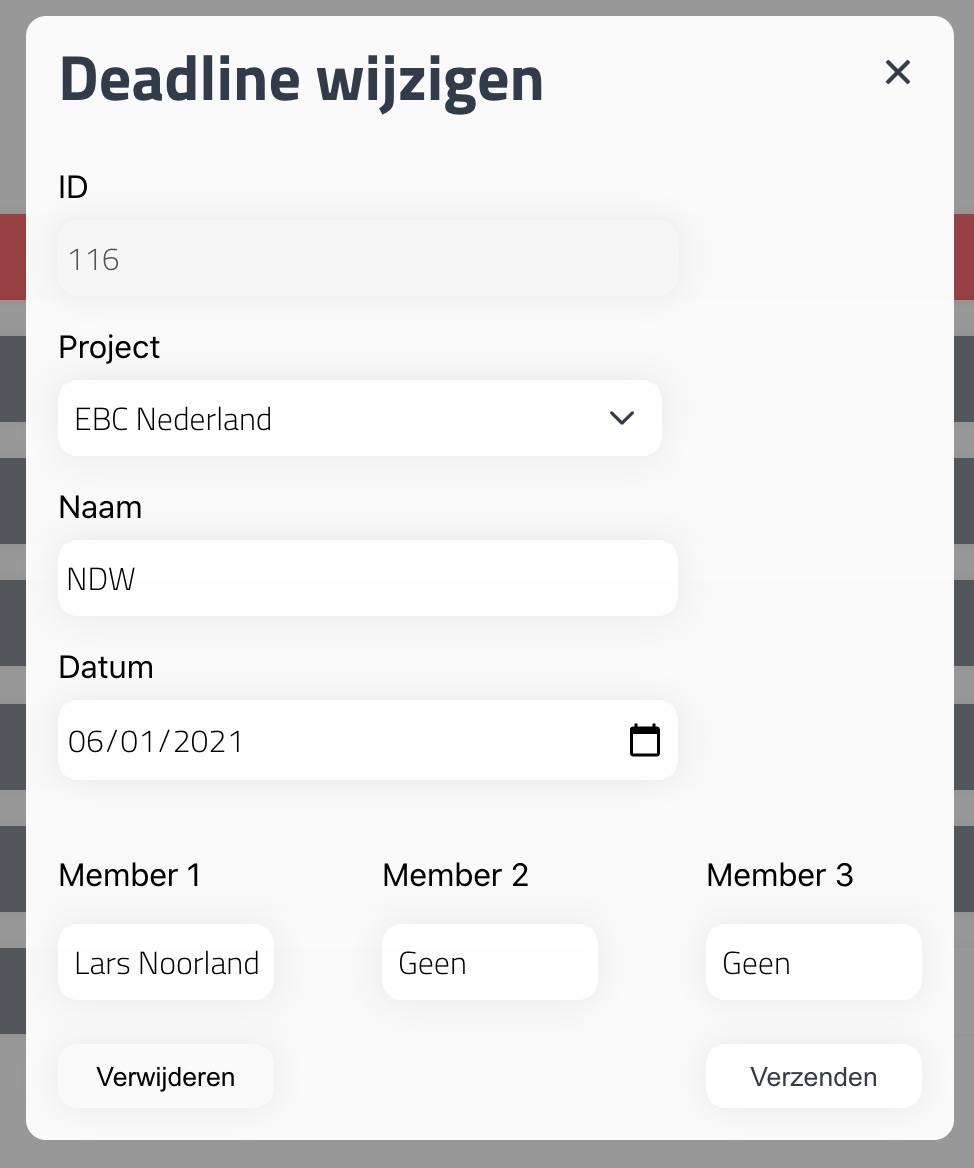 Deadline wijzigen
ID
116
Project
EBC Nederland
Naam
NDW
Datum
06/01/2021
Member 1 Member 2 Member 3
Lars Noorland Geen Geen
Verwijderen Verzenden